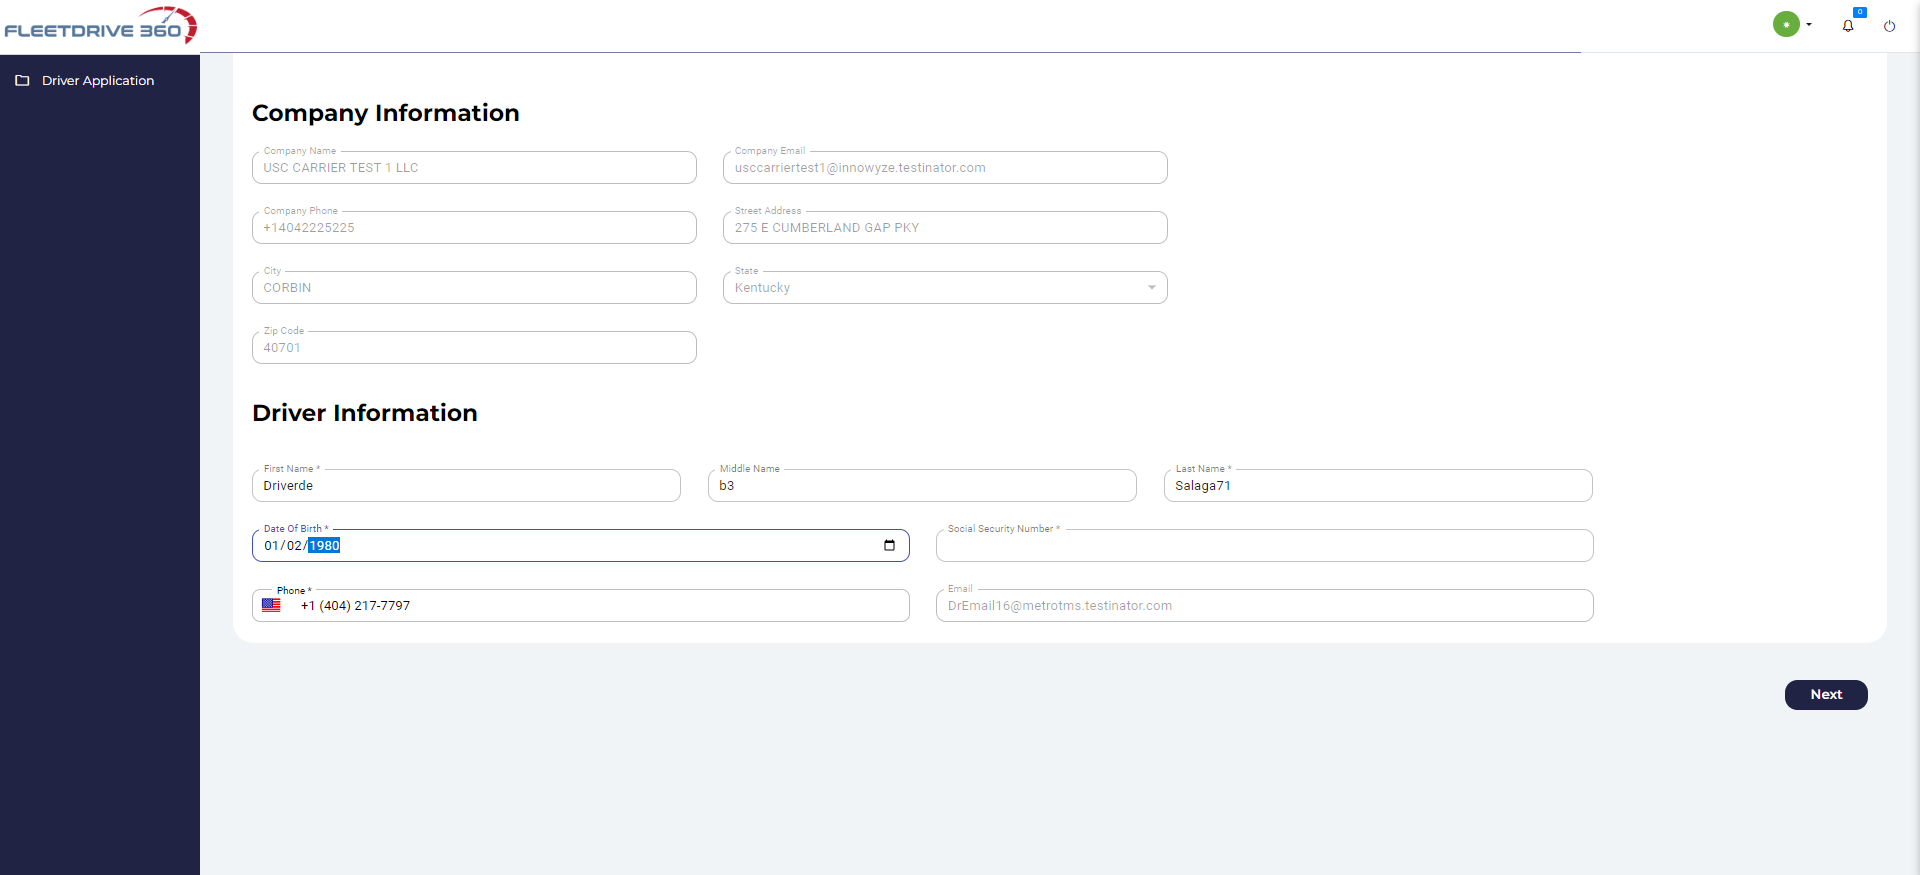 FLEETDRIVE 360
0
Driver Application
Company Information
Company Name
USC CARRIER TEST 1 LLC
Company Email
usccarriertest1@innowyze.testinator.com
Company Phone
+14042225225
Street Address
275 E CUMBERLAND GAP PKY
City
CORBIN
State
Kentucky
Zip Code
40701
Driver Information
First Name *
Driverde
Middle Name
b3
Last Name *
Salaga71
Date Of Birth *
01/02/1980
Social Security Number *
Phone *
+1 (404) 217-7797
Email
DrEmail16@metrotms.testinator.com
Next